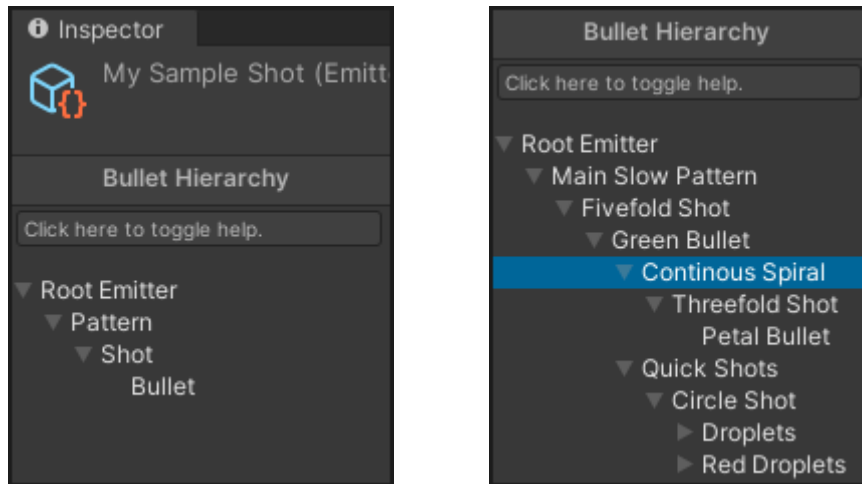 Inspector
My Sample Shot (Emitt
Bullet Hierarchy
Click here to toggle help.
Root Emitter
Pattern
Shot
Bullet
Bullet Hierarchy
Click here to toggle help.
Root Emitter
Main Slow Pattern
Fivefold Shot
Green Bullet
Continous Spiral
Threefold Shot
Petal Bullet
Quick Shots
Circle Shot
Droplets
Red Droplets